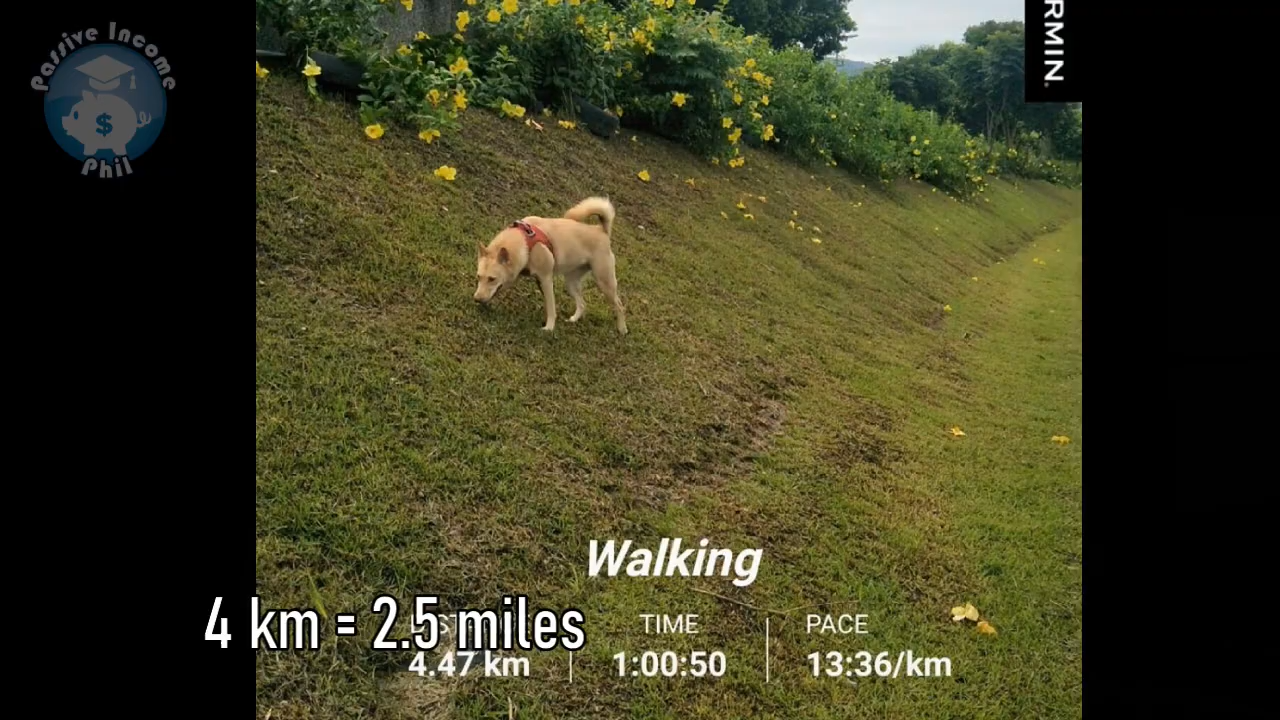 Passive Income
$
Phil
RMIN.
Walking
4 km = 2.5 miles
TIME
PACE
4.47 km
1:00:50
13:36/km